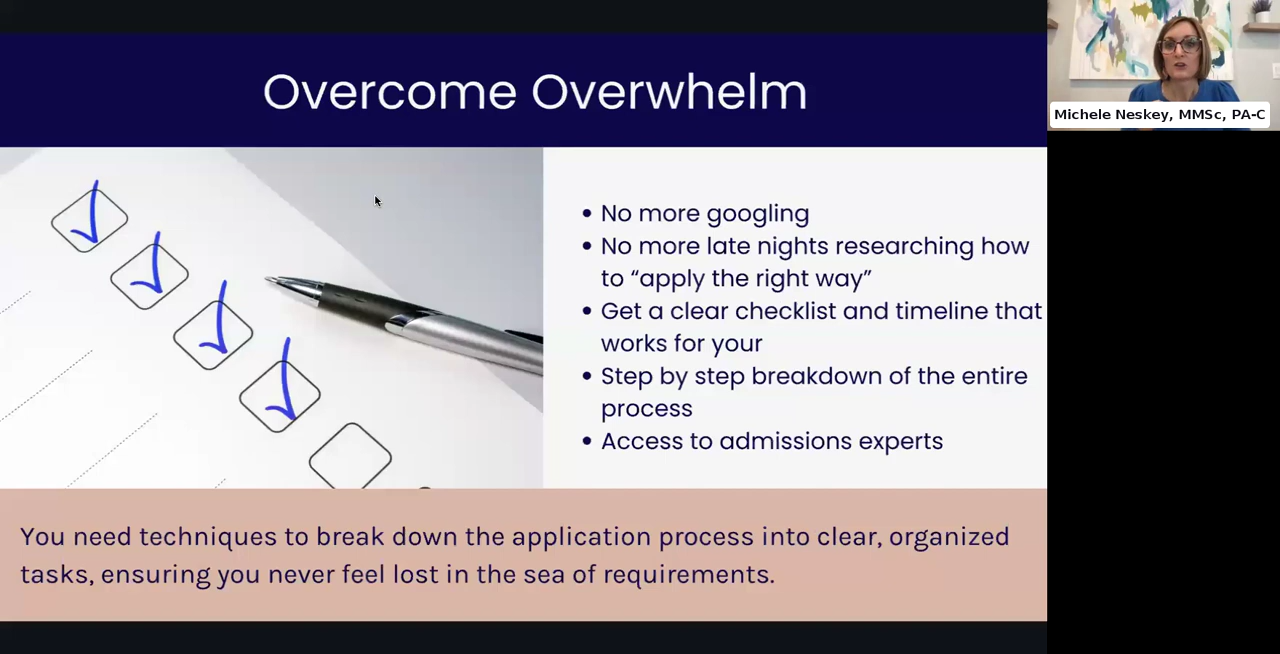 Overcome Overwhelm
Michele Neskey, MMSc, PA-C
• No more googling
• No more late nights researching how
to “apply the right way”
• Get a clear checklist and timeline that
works for your
• Step by step breakdown of the entire
process
• Access to admissions experts
You need techniques to break down the application process into clear, organized
tasks, ensuring you never feel lost in the sea of requirements.